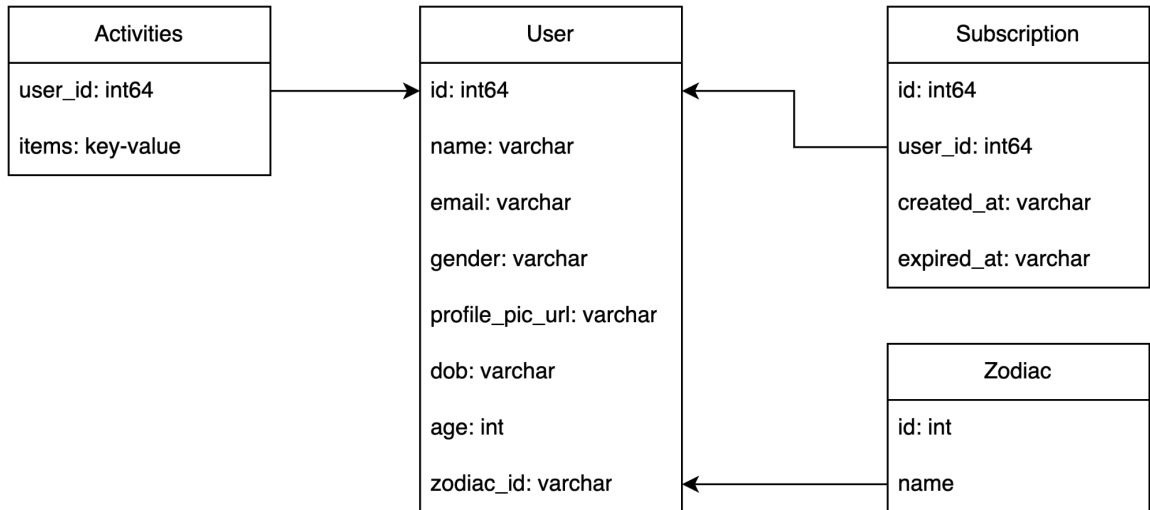 Activities
user_id: int64
items: key-value
User
id: int64
name: varchar
email: varchar
gender: varchar
profile_pic_url: varchar
dob: varchar
age: int
zodiac_id: varchar
Subscription
id: int64
user_id: int64
created_at: varchar
expired_at: varchar
Zodiac
id: int
name